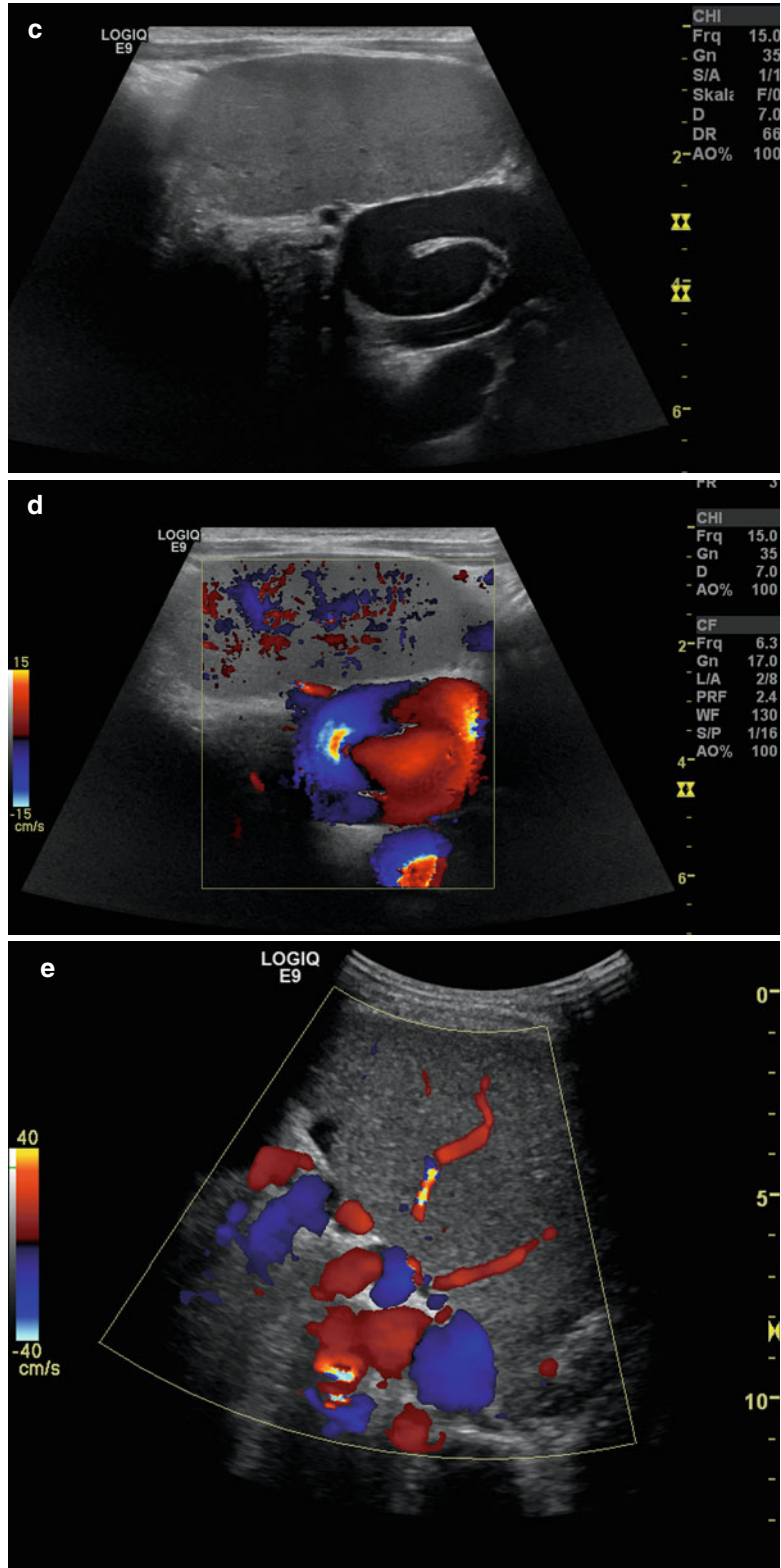 c
LOGIQ
E9
CHI
Frq 15.0
Gn 35
S/A 1/1
Skala F/0
D 7.0
DR 66
AO% 100
2
4
6
d
LOGIQ
E9
FR 3
CHI
Frq 15.0
Gn 35
D 7.0
AO% 100
CF
Frq 6.3
Gn 17.0
L/A 2/8
PRF 2.4
WF 130
S/P 1/16
AO% 100
15
-15
cm/s
2
4
6
e
LOGIQ
E9
40
-40
cm/s
0
5
10